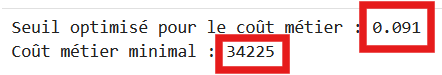 Seuil optimisé pour le coût métier : 0.091
Coût métier minimal : 34225